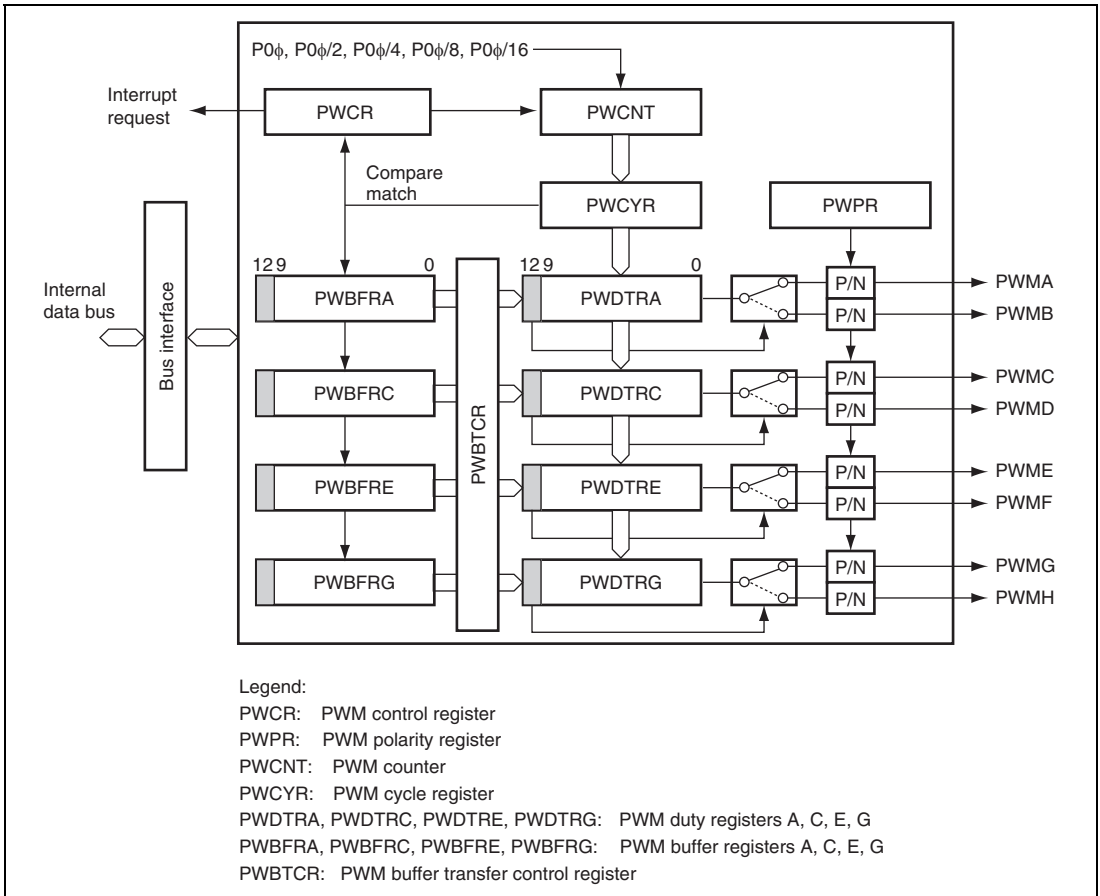 P0ϕ, P0ϕ/2, P0ϕ/4, P0ϕ/8, P0ϕ/16
Interrupt
request
PWCR
PWCNT
Compare
match
PWCYR
PWPR
Internal
data bus
Bus interface
12 9 0
PWBFRA
PWBTCR
12 9 0
PWDTRA
P/N
PWMA
P/N
PWMB
PWBFRC
PWDTRC
P/N
PWMC
P/N
PWMD
PWBFRE
PWDTRE
P/N
PWME
P/N
PWMF
PWBFRG
PWDTRG
P/N
PWMG
P/N
PWMH
Legend:
PWCR: PWM control register
PWPR: PWM polarity register
PWCNT: PWM counter
PWCYR: PWM cycle register
PWDTRA, PWDTRC, PWDTRE, PWDTRG: PWM duty registers A, C, E, G
PWBFRA, PWBFRC, PWBFRE, PWBFRG: PWM buffer registers A, C, E, G
PWBTCR: PWM buffer transfer control register